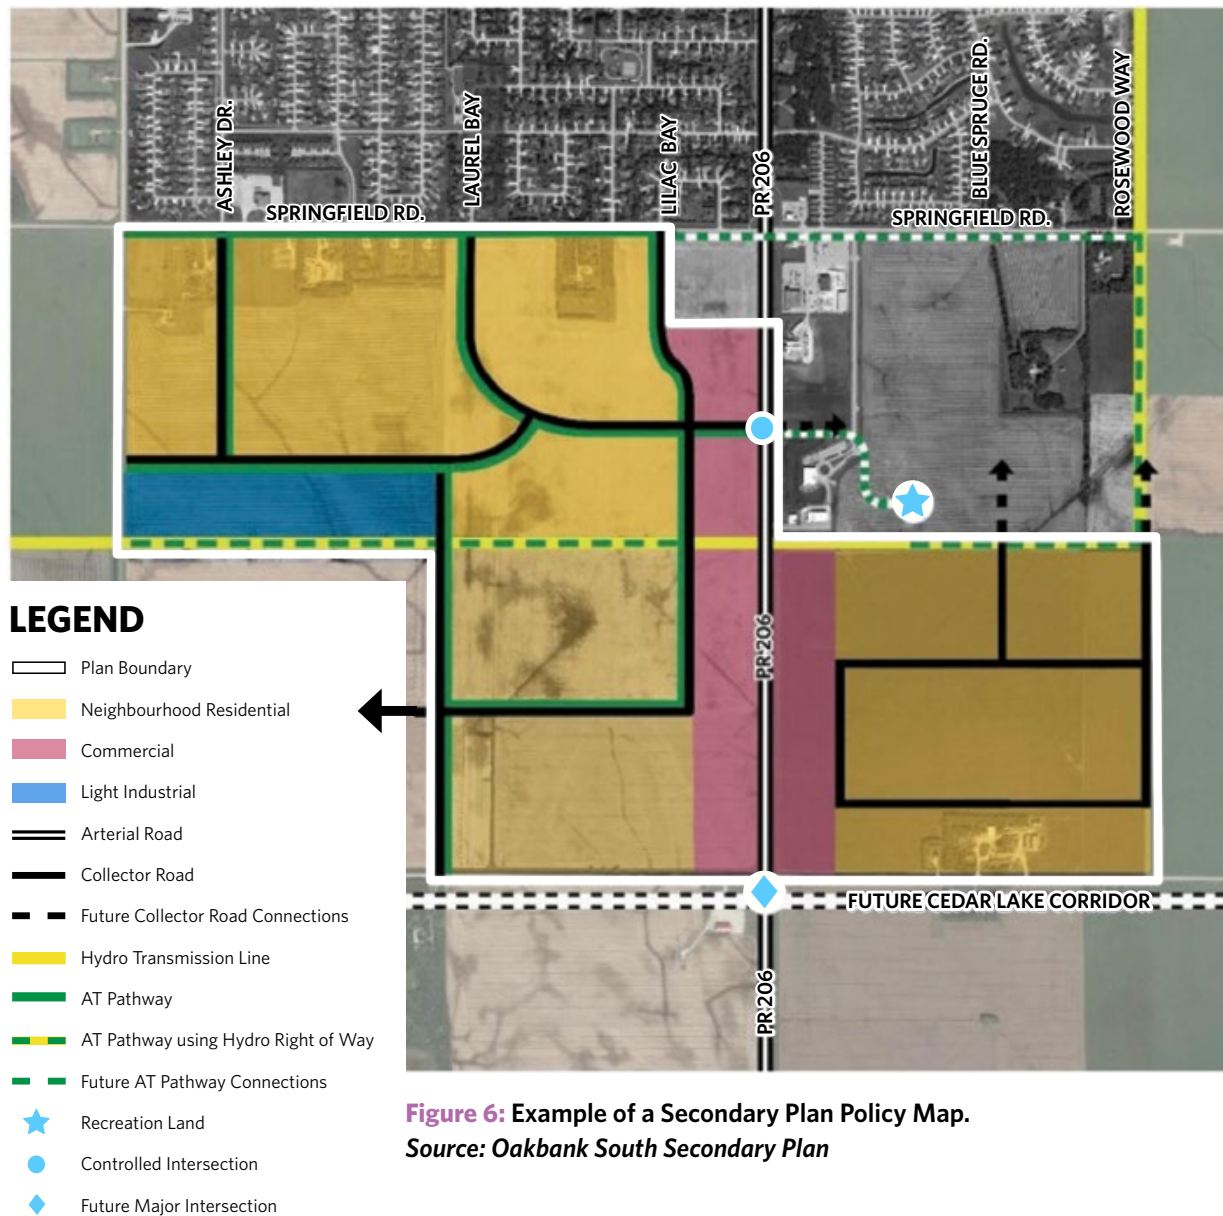 ASHLEY DR.
LAUREL BAY
LILAC BAY
PR 206
BLUE SPRUCE RD.
ROSEWOOD WAY
SPRINGFIELD RD.
SPRINGFIELD RD.
PR 206
FUTURE CEDAR LAKE CORRIDOR
PR 206
LEGEND
Plan Boundary
Neighbourhood Residential
Commercial
Light Industrial
Arterial Road
Collector Road
Future Collector Road Connections
Hydro Transmission Line
AT Pathway
AT Pathway using Hydro Right of Way
Future AT Pathway Connections
Recreation Land
Controlled Intersection
Future Major Intersection
Figure 6: Example of a Secondary Plan Policy Map.
Source: Oakbank South Secondary Plan